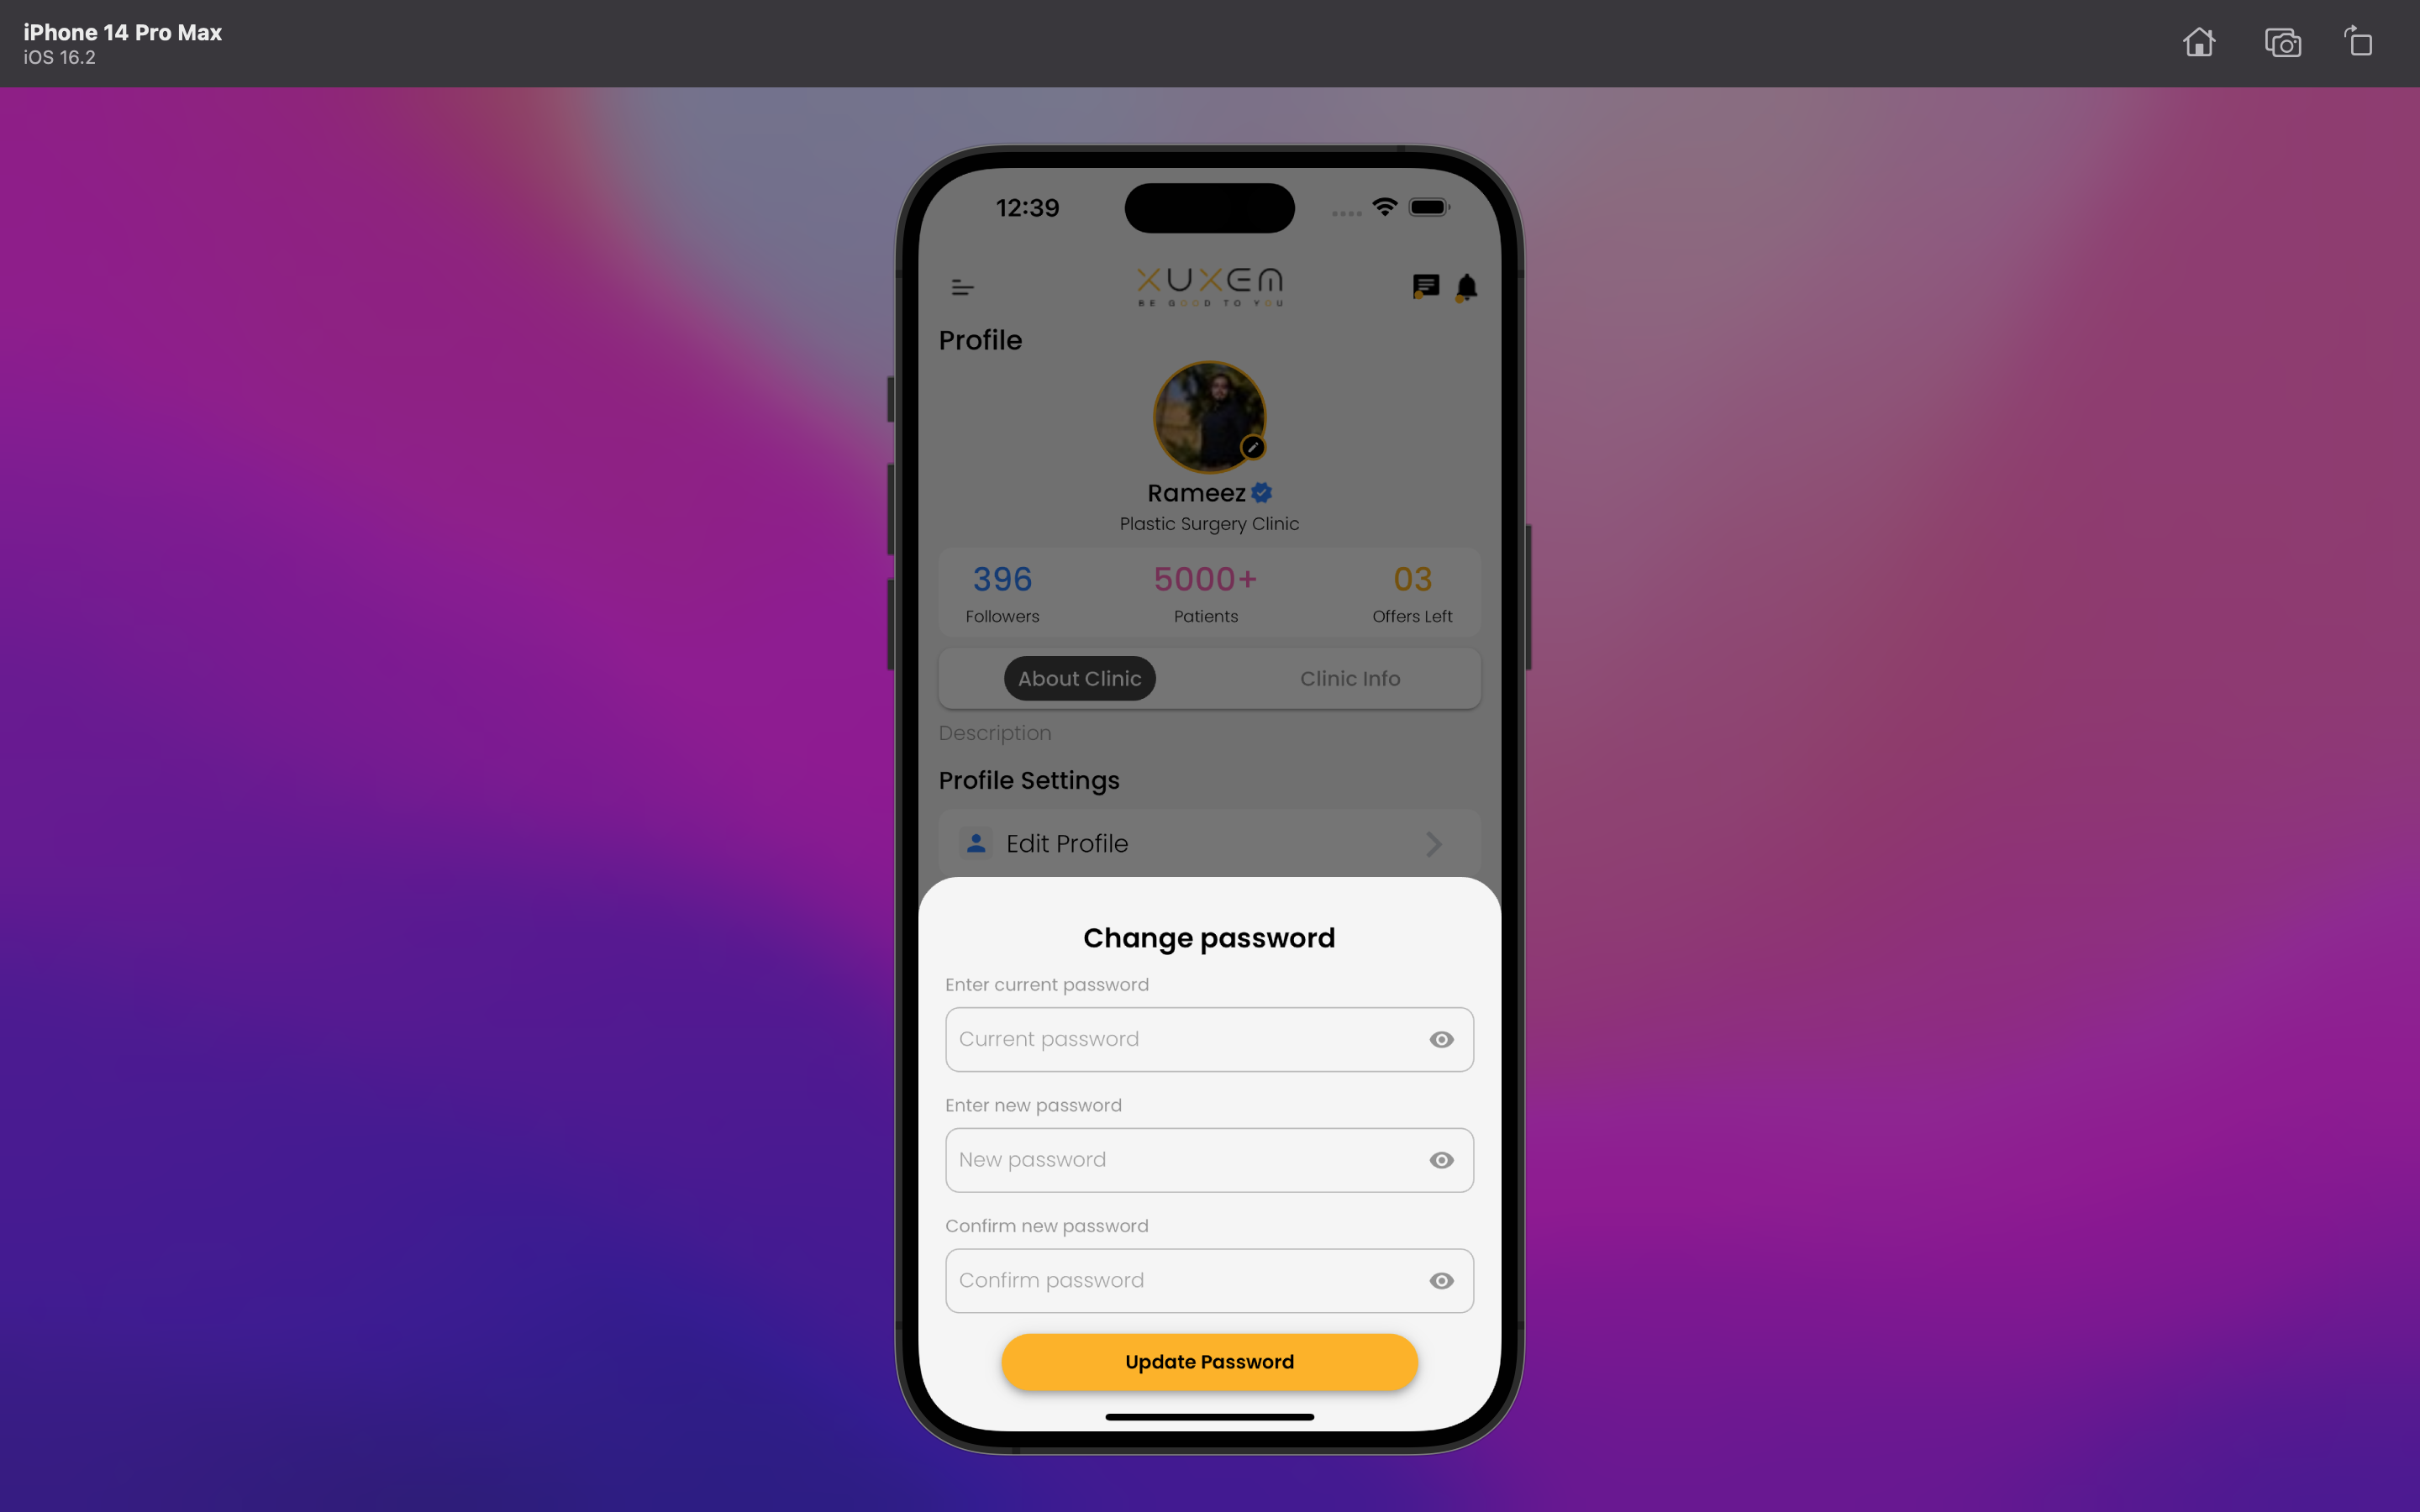 iPhone 14 Pro Max
iOS 16.2
12:39
XUXEM
BE GOOD TO YOU
Profile
Rameez
Plastic Surgery Clinic
396 5000+ 03
Followers Patients Offers Left
About Clinic Clinic Info
Description
Profile Settings
Edit Profile
Change password
Enter current password
Current password
Enter new password
New password
Confirm new password
Confirm password
Update Password